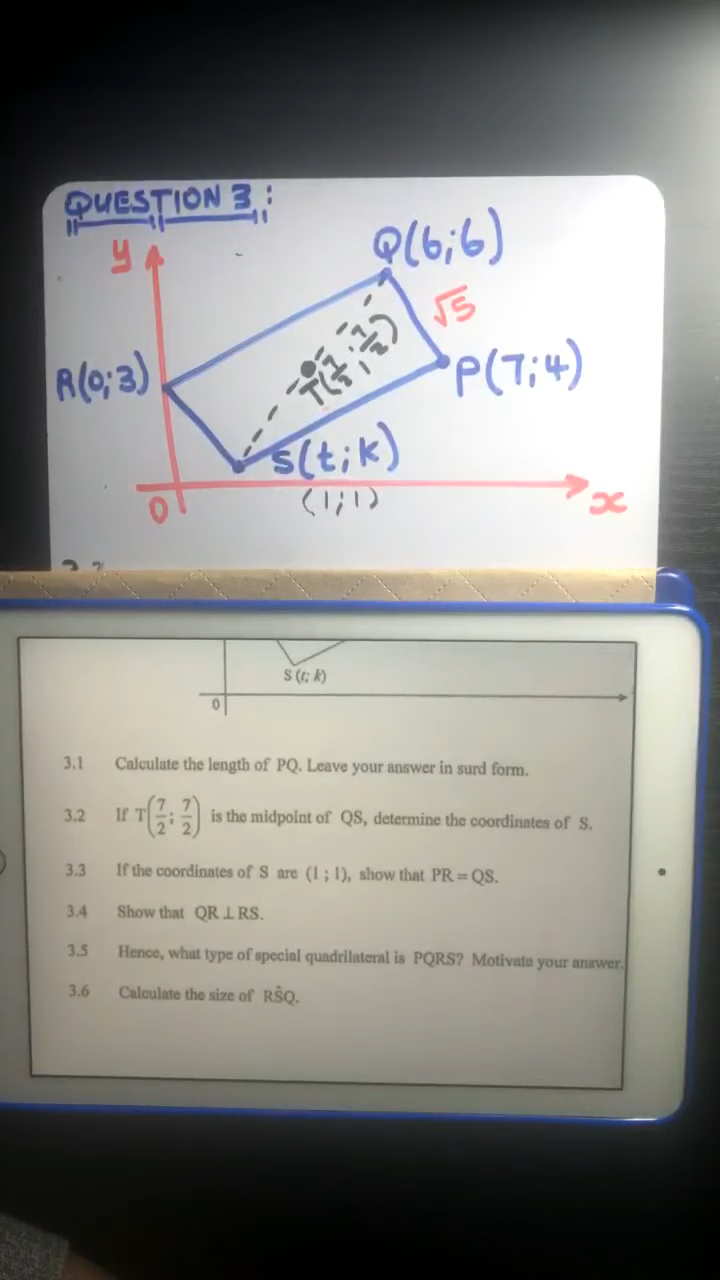 QUESTION 3:
y
Q(6;6)
√5
R(0;3)
T(7/2;7/2)
P(7;4)
S(t;k)
0
(1;1)
x
S(t; k)
0
3.1 Calculate the length of PQ. Leave your answer in surd form.
3.2 If T(7/2; 7/2) is the midpoint of QS, determine the coordinates of S.
3.3 If the coordinates of S are (1 ; 1), show that PR = QS.
3.4 Show that QR ⊥ RS.
3.5 Hence, what type of special quadrilateral is PQRS? Motivate your answer.
3.6 Calculate the size of RŜQ.